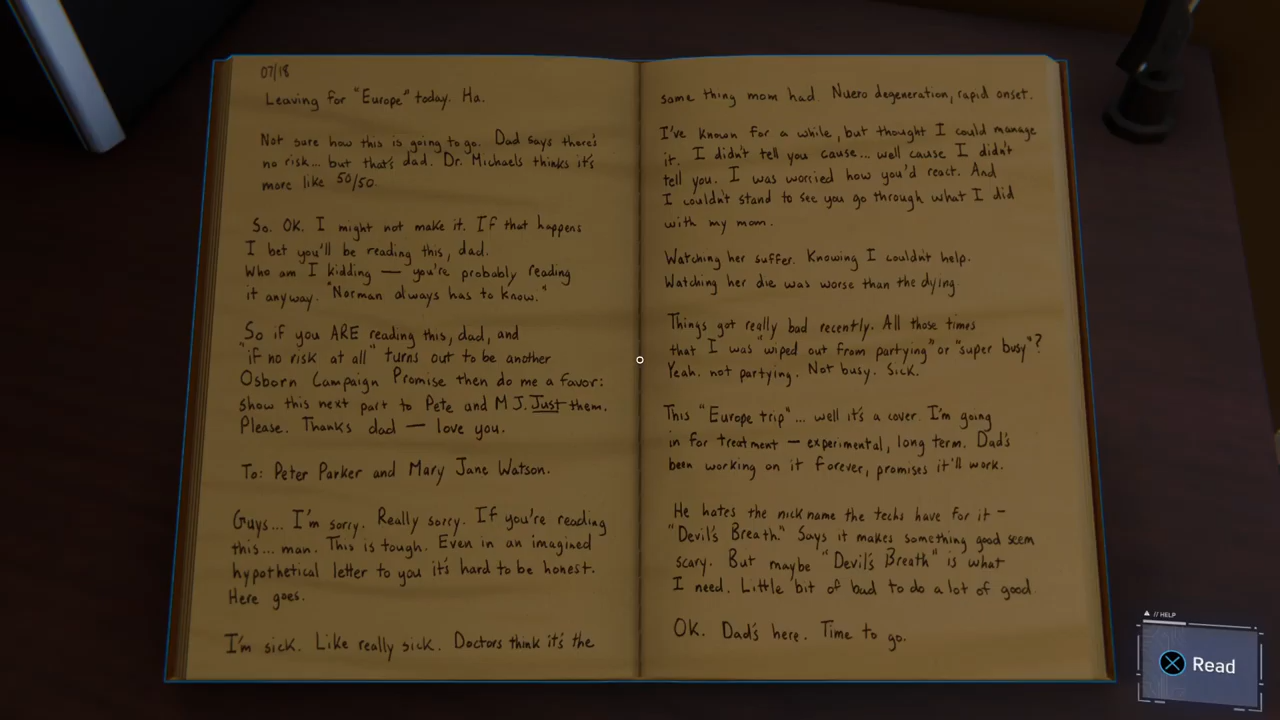 07/18
Leaving for "Europe" today. Ha.
Not sure how this is going to go. Dad says there's
no risk... but that's dad. Dr. Michaels thinks it's
more like 50/50.
So. OK. I might not make it. If that happens
I bet you'll be reading this, dad.
Who am I kidding — you're probably reading
it anyway. "Norman always has to know."
So if you ARE reading this, dad, and
"if no risk at all" turns out to be another
Osborn Campaign Promise then do me a favor:
show this next part to Pete and MJ. Just them.
Please. Thanks dad — love you.
To: Peter Parker and Mary Jane Watson.
Guys... I'm sorry. Really sorry. If you're reading
this... man. This is tough. Even in an imagined
hypothetical letter to you it's hard to be honest.
Here goes.
I'm sick. Like really sick. Doctors think it's the
same thing mom had. Nuero degeneration, rapid onset.
I've known for a while, but thought I could manage
it. I didn't tell you cause... well cause I didn't
tell you. I was worried how you'd react. And
I couldn't stand to see you go through what I did
with my mom.
Watching her suffer. Knowing I couldn't help.
Watching her die was worse than the dying
Things got really bad recently. All those times
that I was "wiped out from partying" or "super busy"?
Yeah. not partying. Not busy. Sick.
This "Europe trip"... well it's a cover. I'm going
in for treatment — experimental, long term. Dad's
been working on it forever, promises it'll work.
He hates the nickname the techs have for it —
"Devil's Breath." Says it makes something good seem
scary. But maybe "Devil's Breath" is what
I need. Little bit of bad to do a lot of good
OK. Dad's here. Time to go.
// HELP
Read